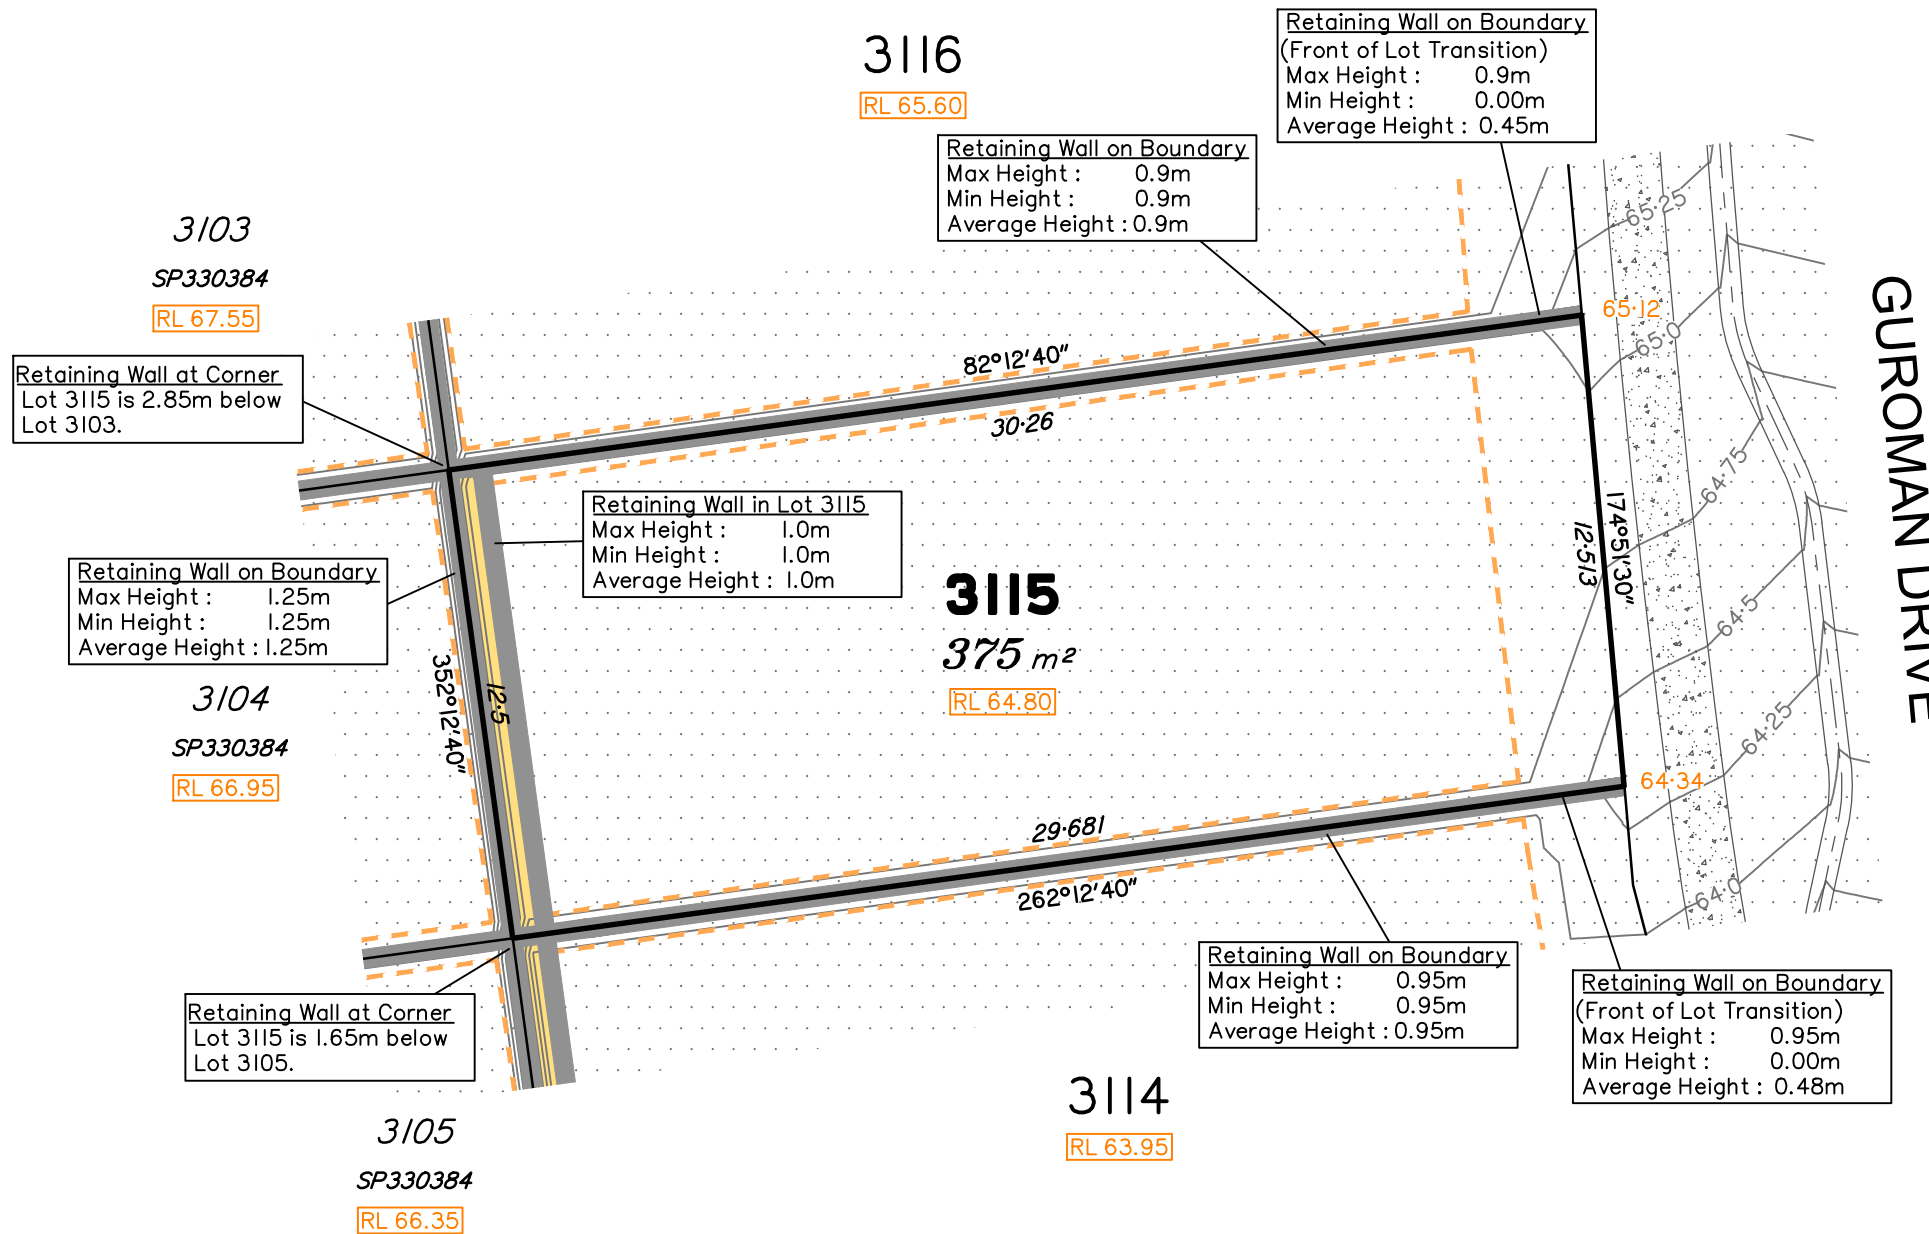 3116
RL 65.60
Retaining Wall on Boundary
(Front of Lot Transition)
Max Height : 0.9m
Min Height : 0.00m
Average Height : 0.45m
Retaining Wall on Boundary
Max Height : 0.9m
Min Height : 0.9m
Average Height : 0.9m
3103
SP330384
RL 67.55
Retaining Wall at Corner
Lot 3115 is 2.85m below
Lot 3103.
82°12'40"
30·26
65·25
65·12
65·0
64·75
64·5
64·25
64·34
64·0
GUROMAN DRIVE
174°51'30"
12·513
Retaining Wall in Lot 3115
Max Height : 1.0m
Min Height : 1.0m
Average Height : 1.0m
Retaining Wall on Boundary
Max Height : 1.25m
Min Height : 1.25m
Average Height : 1.25m
3115
375 m²
RL 64.80
3104
SP330384
RL 66.95
352°12'40"
12·5
29·681
262°12'40"
Retaining Wall at Corner
Lot 3115 is 1.65m below
Lot 3105.
Retaining Wall on Boundary
Max Height : 0.95m
Min Height : 0.95m
Average Height : 0.95m
Retaining Wall on Boundary
(Front of Lot Transition)
Max Height : 0.95m
Min Height : 0.00m
Average Height : 0.48m
3114
RL 63.95
3105
SP330384
RL 66.35